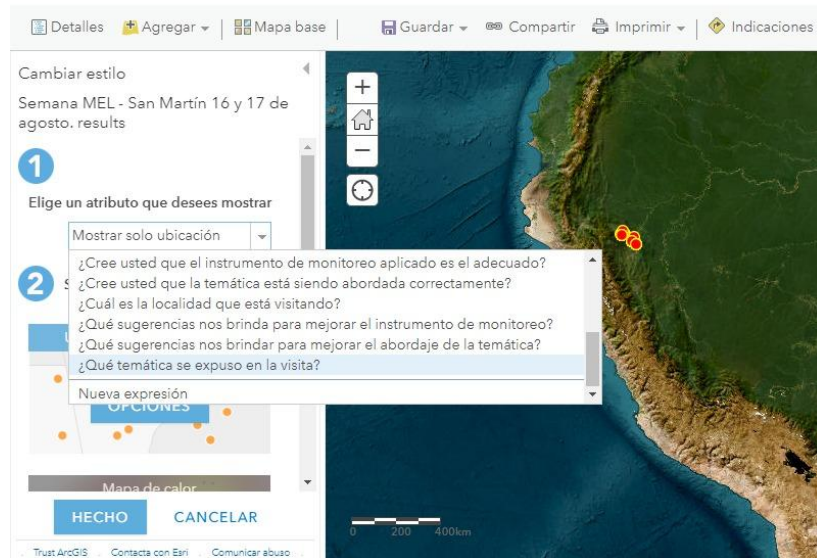 Detalles Agregar Mapa base Guardar Compartir Imprimir Indicaciones
Cambiar estilo
Semana MEL - San Martín 16 y 17 de
agosto. results
1
Elige un atributo que desees mostrar
Mostrar solo ubicación
¿Cree usted que el instrumento de monitoreo aplicado es el adecuado?
¿Cree usted que la temática está siendo abordada correctamente?
¿Cuál es la localidad que está visitando?
¿Qué sugerencias nos brinda para mejorar el instrumento de monitoreo?
¿Qué sugerencias nos brindar para mejorar el abordaje de la temática?
¿Qué temática se expuso en la visita?
Nueva expresión
2
OPCIONES
Mapa de calor
HECHO CANCELAR
Trust ArcGIS Contacta con Esri Comunicar abuso
0 200 400km